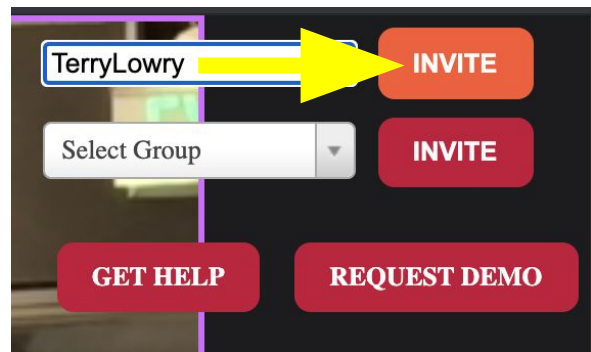 TerryLowry INVITE
Select Group INVITE
GET HELP REQUEST DEMO